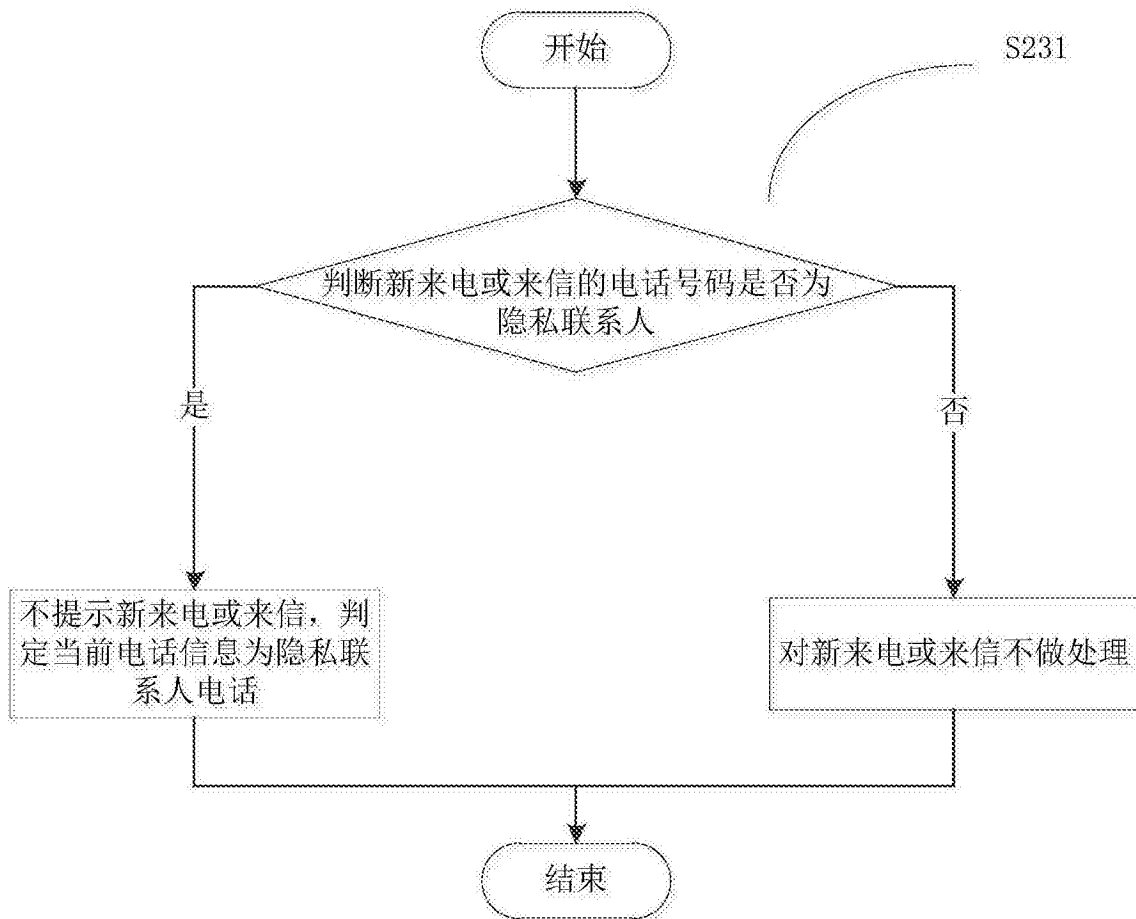 开始
S231
判断新来电或来信的电话号码是否为
隐私联系人
是
否
不提示新来电或来信，判
定当前电话信息为隐私联
系人电话
对新来电或来信不做处理
结束